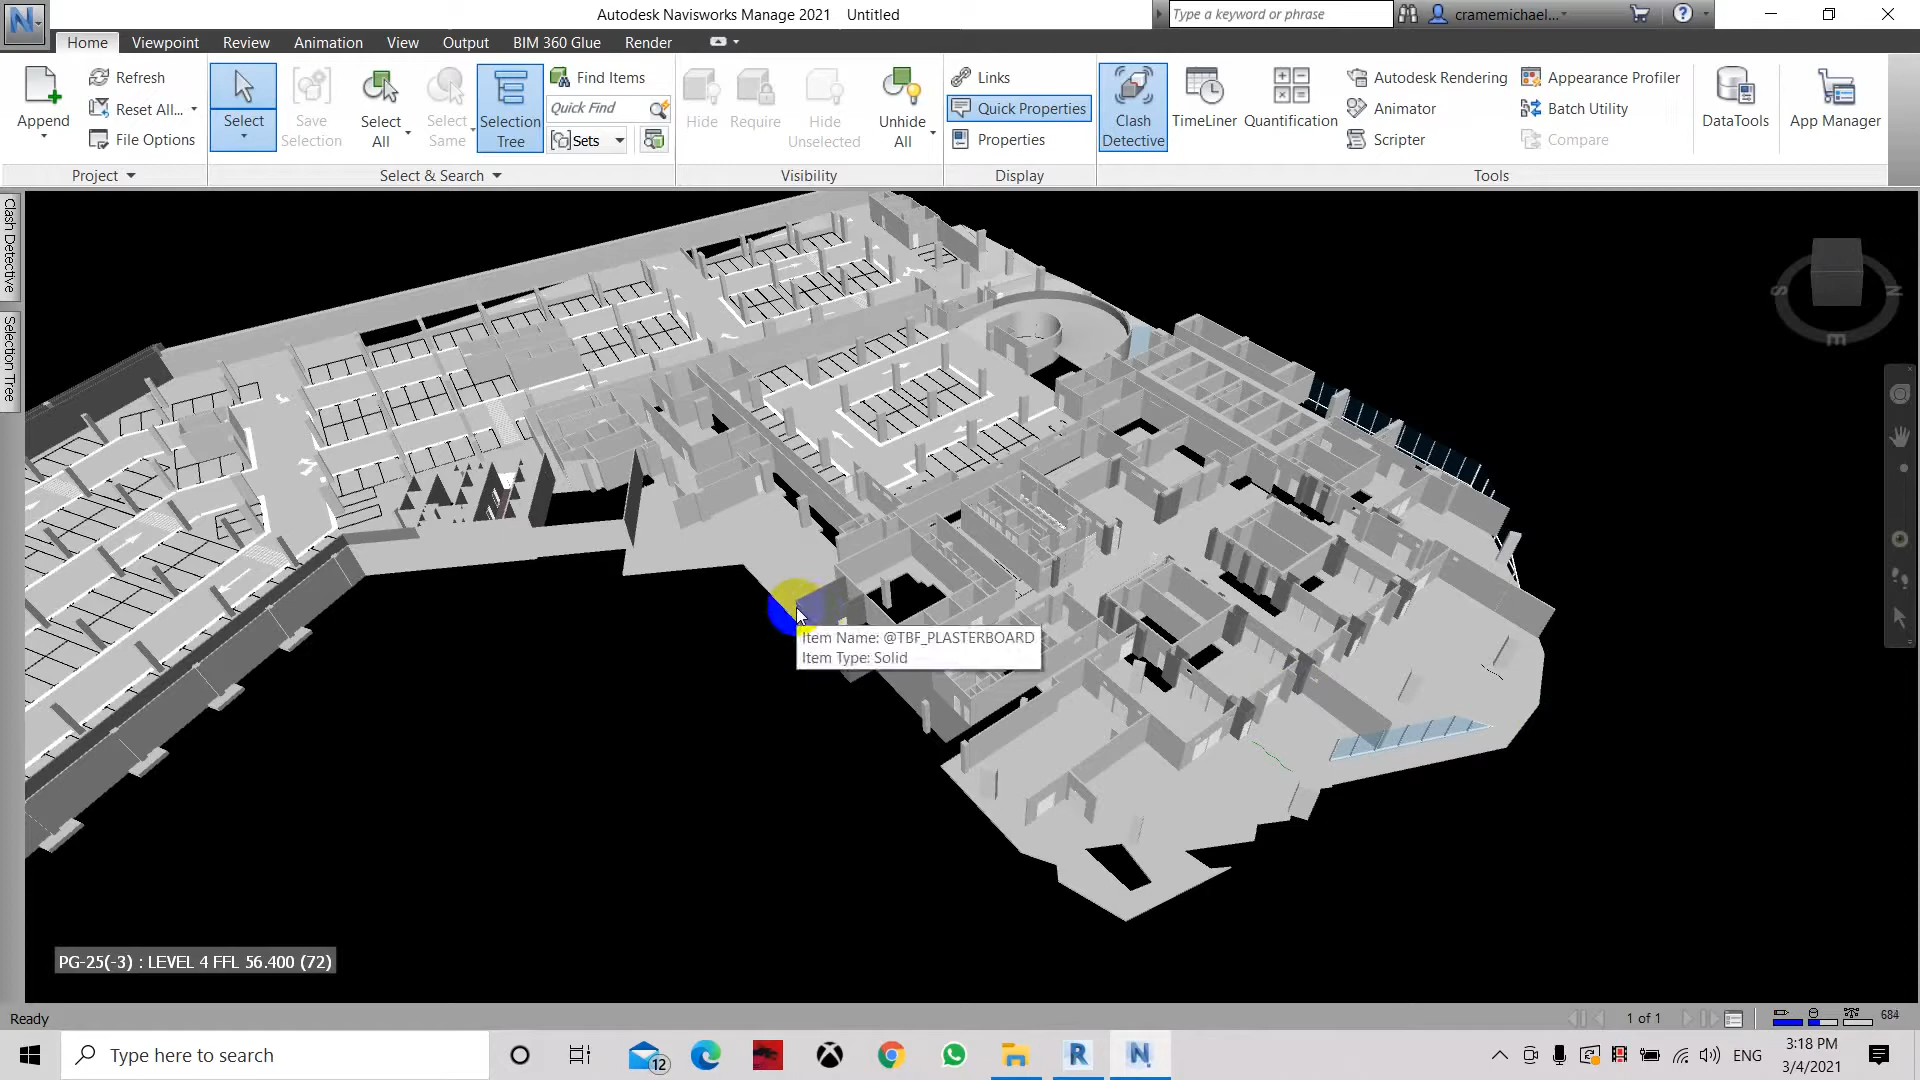 Autodesk Navisworks Manage 2021 Untitled
Type a keyword or phrase
cramemichael...
Home Viewpoint Review Animation View Output BIM 360 Glue Render
Append
Refresh
Reset All...
File Options
Project
Select
Save Selection
Select All
Select Same
Selection Tree
Find Items
Quick Find
Sets
Select & Search
Hide
Require
Hide Unselected
Unhide All
Visibility
Links
Quick Properties
Properties
Display
Clash Detective
TimeLiner
Quantification
Autodesk Rendering
Animator
Scripter
Appearance Profiler
Batch Utility
Compare
DataTools
App Manager
Tools
Clash Detective
Selection Tree
S
N
E
Item Name: @TBF_PLASTERBOARD
Item Type: Solid
PG-25(-3) : LEVEL 4 FFL 56.400 (72)
Ready
1 of 1
684
Type here to search
12
ENG
3:18 PM
3/4/2021